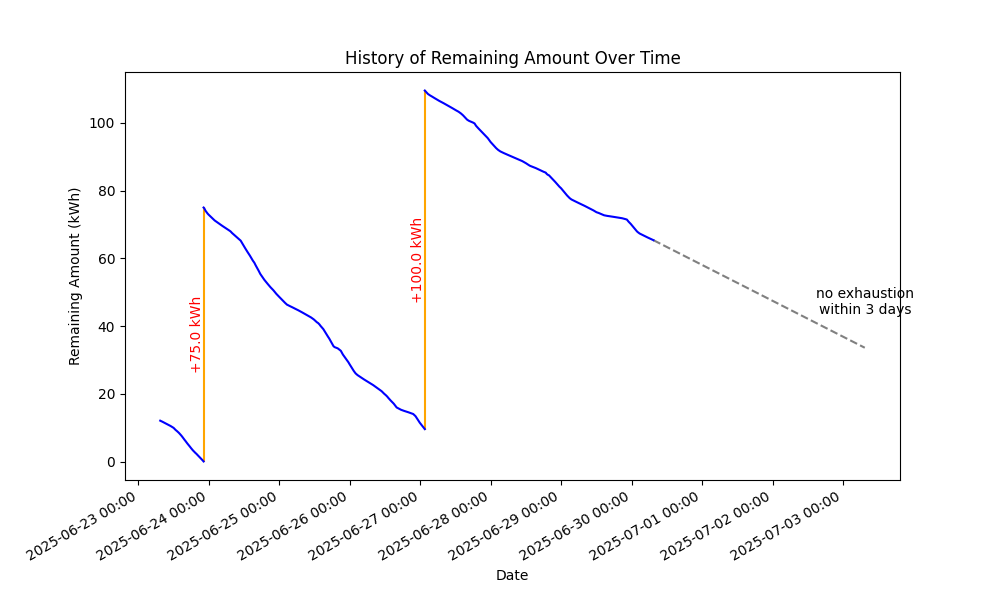 History of Remaining Amount Over Time
Remaining Amount (kWh)
100
80
60
40
20
0
+75.0 kWh
+100.0 kWh
no exhaustion
within 3 days
2025-06-23 00:00
2025-06-24 00:00
2025-06-25 00:00
2025-06-26 00:00
2025-06-27 00:00
2025-06-28 00:00
2025-06-29 00:00
2025-06-30 00:00
2025-07-01 00:00
2025-07-02 00:00
2025-07-03 00:00
Date